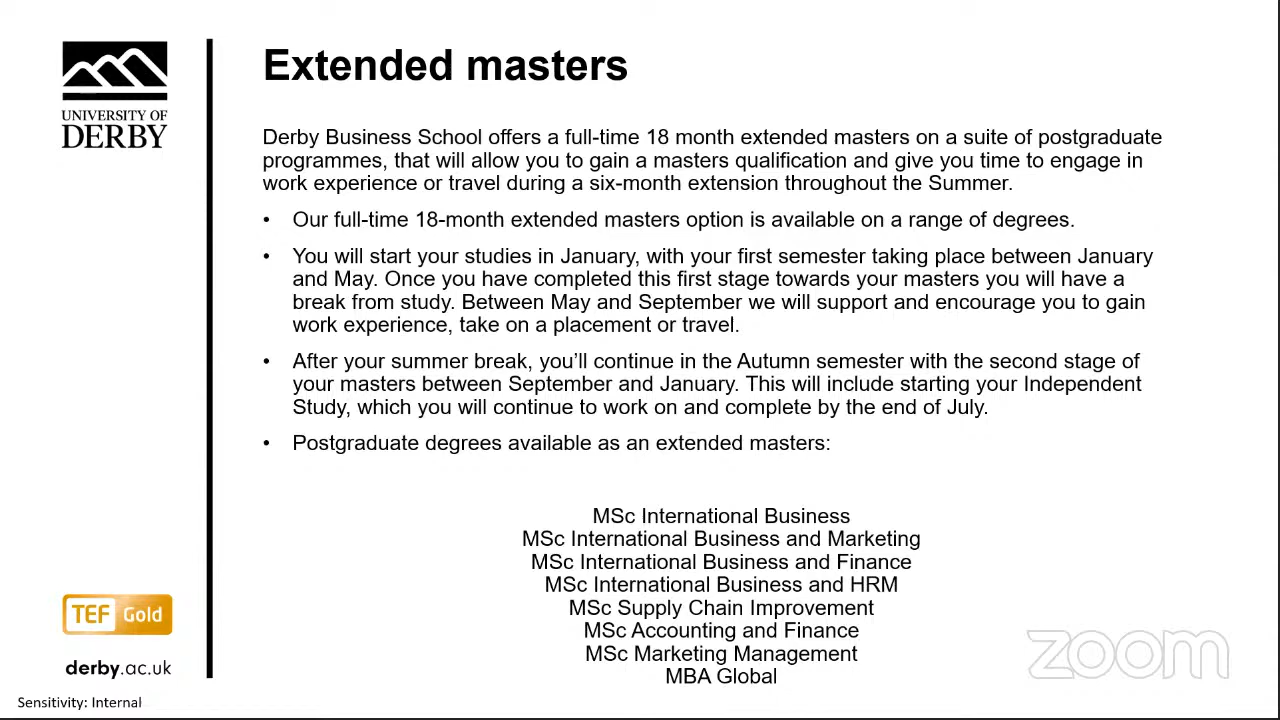 UNIVERSITY OF
DERBY
Extended masters
Derby Business School offers a full-time 18 month extended masters on a suite of postgraduate
programmes, that will allow you to gain a masters qualification and give you time to engage in
work experience or travel during a six-month extension throughout the Summer.
• Our full-time 18-month extended masters option is available on a range of degrees.
• You will start your studies in January, with your first semester taking place between January
and May. Once you have completed this first stage towards your masters you will have a
break from study. Between May and September we will support and encourage you to gain
work experience, take on a placement or travel.
• After your summer break, you’ll continue in the Autumn semester with the second stage of
your masters between September and January. This will include starting your Independent
Study, which you will continue to work on and complete by the end of July.
• Postgraduate degrees available as an extended masters:
MSc International Business
MSc International Business and Marketing
MSc International Business and Finance
MSc International Business and HRM
MSc Supply Chain Improvement
MSc Accounting and Finance
MSc Marketing Management
MBA Global
TEF Gold
derby.ac.uk
Sensitivity: Internal
zoom